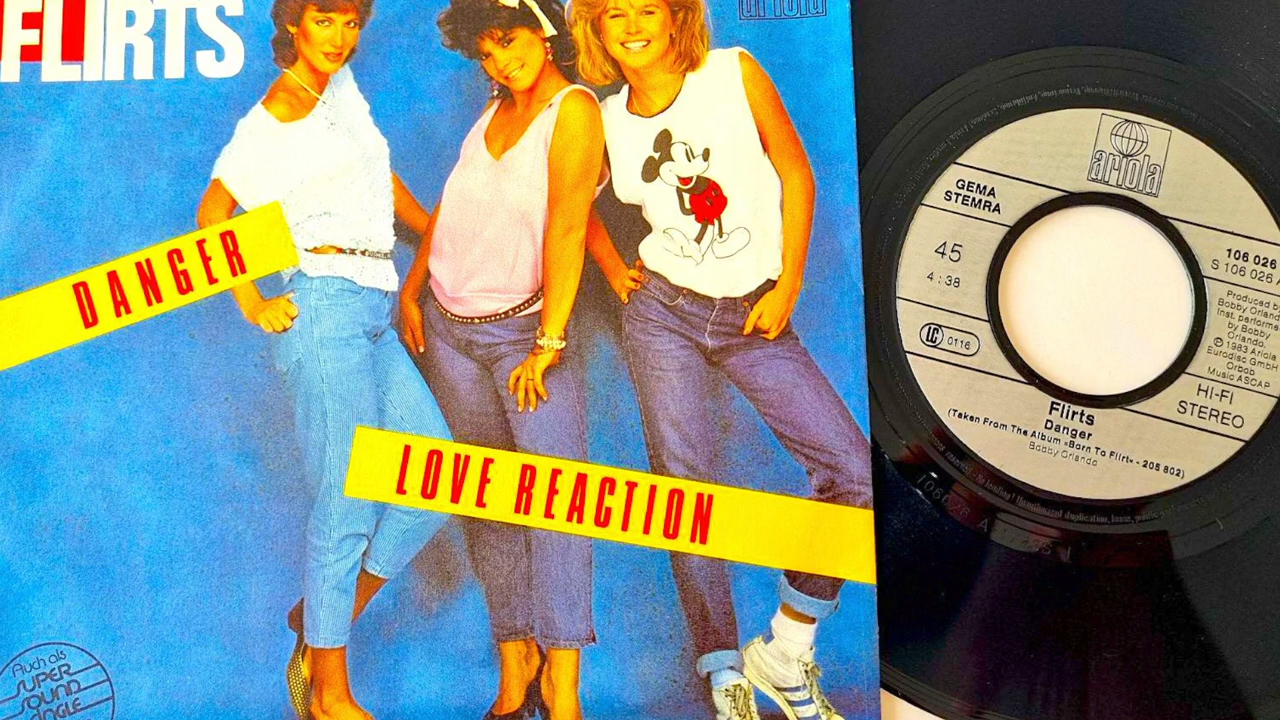 FLIRTS
ariola
DANGER
LOVE REACTION
Auch als
SUPER
SOUND
SINGLE
ariola
GEMA
STEMRA
45
4:38
LC 0116
106 026
S 106 026
Produced by
Bobby Orlando
Inst. performed
by Bobby
Orlando.
℗ 1983 Ariola
Eurodisc GmbH
Orbob
Music ASCAP
HI-FI
STEREO
Flirts
Danger
(Taken From The Album »Born To Flirt« - 205 802)
Bobby Orlando